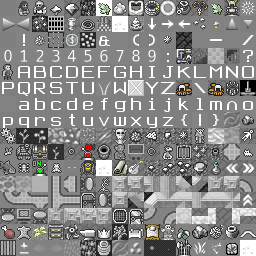 ! $ & ( ) - /
0 1 2 3 4 5 6 7 8 9 : ?
A B C D E F G H I J K L M N O
P Q R S T U V W X Y Z
a b c d e f g h i j k l m n o
p q r s t u v w x y z { | }